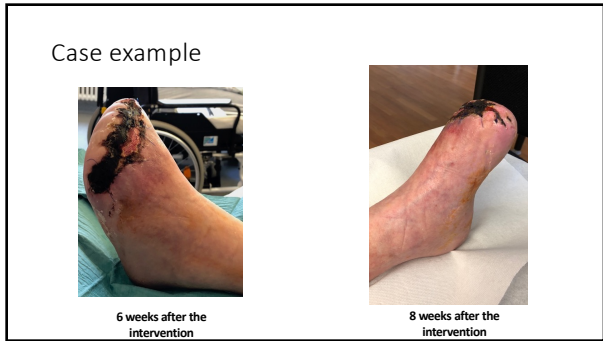 Case example
6 weeks after the
intervention
8 weeks after the
intervention